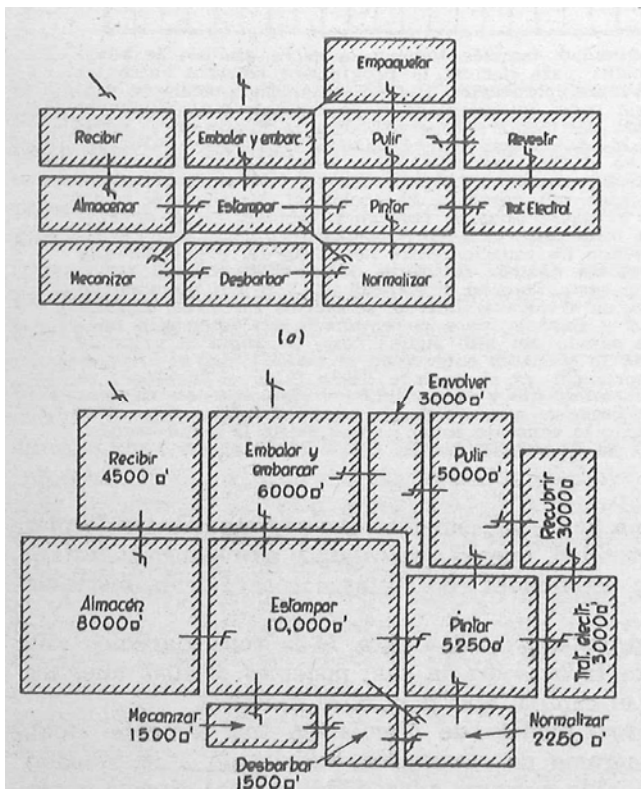 Empaquetar
Recibir
Embalar y embarc.
Pulir
Revestir
Almacenar
Estampar
Pintar
Trat. Electrol.
Mecanizar
Desbarbar
Normalizar
(a)
Envolver
3000 □'
Recibir
4500 □'
Embalar y
embarcar
6000 □'
Pulir
5000 □'
Recubrir
3000 □'
Almacén
8000 □'
Estampar
10,000 □'
Pintar
5250 □'
Trat. electr.
3000 □'
Mecanizar
1500 □'
Desbarbar
1500 □'
Normalizar
2250 □'